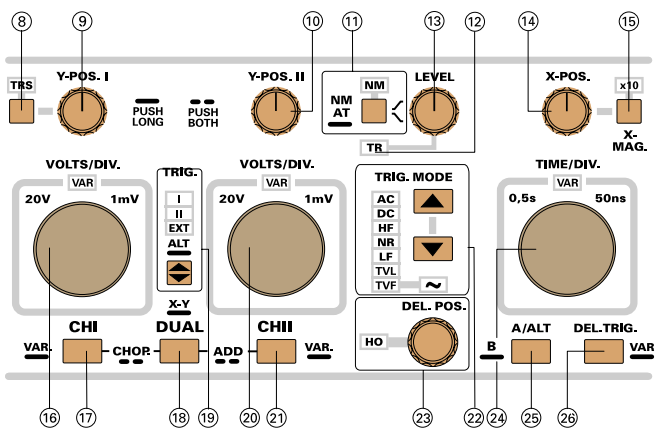 8 9 10 11 13 12 14 15
TRS Y-POS. I Y-POS. II NM LEVEL X-POS. x10
PUSH LONG
PUSH BOTH
NM AT
TR
X-MAG.
VOLTS/DIV.
VAR
20V 1mV
TRIG.
I
II
EXT
ALT
VOLTS/DIV.
VAR
20V 1mV
TRIG. MODE
AC
DC
HF
NR
LF
TVL
TVF ~
TIME/DIV.
VAR
0,5s 50ns
X-Y
DEL. POS.
HO
VAR. CHI CHOP. DUAL ADD CHII VAR.
B A/ALT DEL.TRIG. VAR
16 17 18 19 20 21 23 22 24 25 26